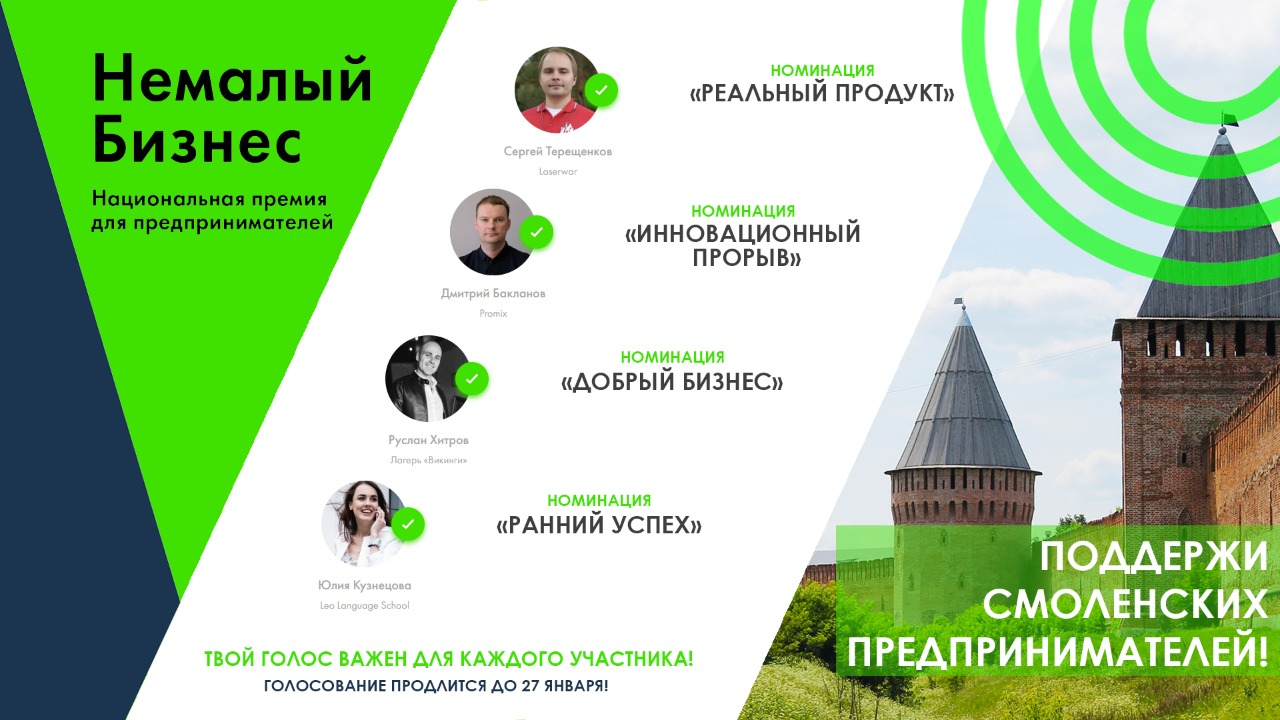 Немалый
Бизнес
Национальная премия
для предпринимателей
Сергей Терещенков
Laserwar
НОМИНАЦИЯ
«РЕАЛЬНЫЙ ПРОДУКТ»
Дмитрий Бакланов
Promix
НОМИНАЦИЯ
«ИННОВАЦИОННЫЙ
ПРОРЫВ»
Руслан Хитров
Лагерь «Викинги»
НОМИНАЦИЯ
«ДОБРЫЙ БИЗНЕС»
Юлия Кузнецова
Leo Language School
НОМИНАЦИЯ
«РАННИЙ УСПЕХ»
ТВОЙ ГОЛОС ВАЖЕН ДЛЯ КАЖДОГО УЧАСТНИКА!
ГОЛОСОВАНИЕ ПРОДЛИТСЯ ДО 27 ЯНВАРЯ!
ПОДДЕРЖИ
СМОЛЕНСКИХ
ПРЕДПРИНИМАТЕЛЕЙ!